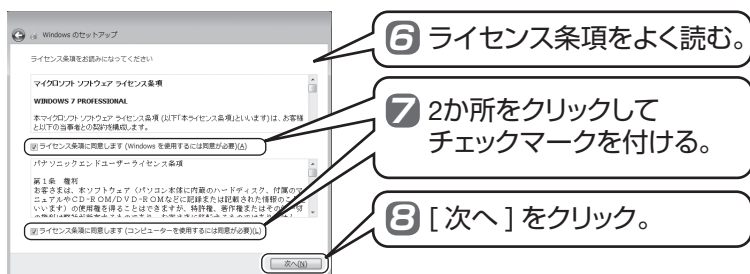 Windows のセットアップ
ライセンス条項をお読みになってください
マイクロソフト ソフトウェア ライセンス条項
WINDOWS 7 PROFESSIONAL
本マイクロソフト ソフトウェア ライセンス条項 (以下「本ライセンス条項」といいます) は、お客様
と以下の当事者との契約を構成します。
ライセンス条項に同意します (Windows を使用するには同意が必要)(A)
パナソニックエンドユーザーライセンス条項
第1条 権利
お客さまは、本ソフトウェア（パソコン本体に内蔵のハードディスク、付属のマ
ニュアルやCD-ROM/DVD-ROMなどに記録または記載された情報のこ
いいます）の使用権を得ることはできますが、特許権、著作権または
ライセンス条項に同意します (コンピューターを使用するには同意が必要)(L)
次へ(N)
6 ライセンス条項をよく読む。
7 2か所をクリックして
チェックマークを付ける。
8 [ 次へ ] をクリック。